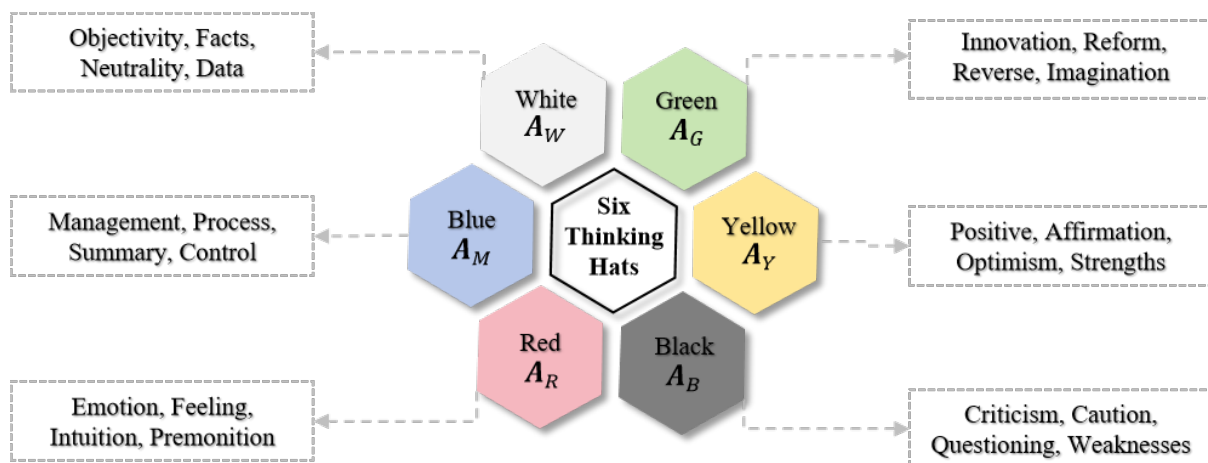 Objectivity, Facts,
Neutrality, Data
White
A_W
Green
A_G
Innovation, Reform,
Reverse, Imagination
Management, Process,
Summary, Control
Blue
A_M
Six
Thinking
Hats
Yellow
A_Y
Positive, Affirmation,
Optimism, Strengths
Emotion, Feeling,
Intuition, Premonition
Red
A_R
Black
A_B
Criticism, Caution,
Questioning, Weaknesses